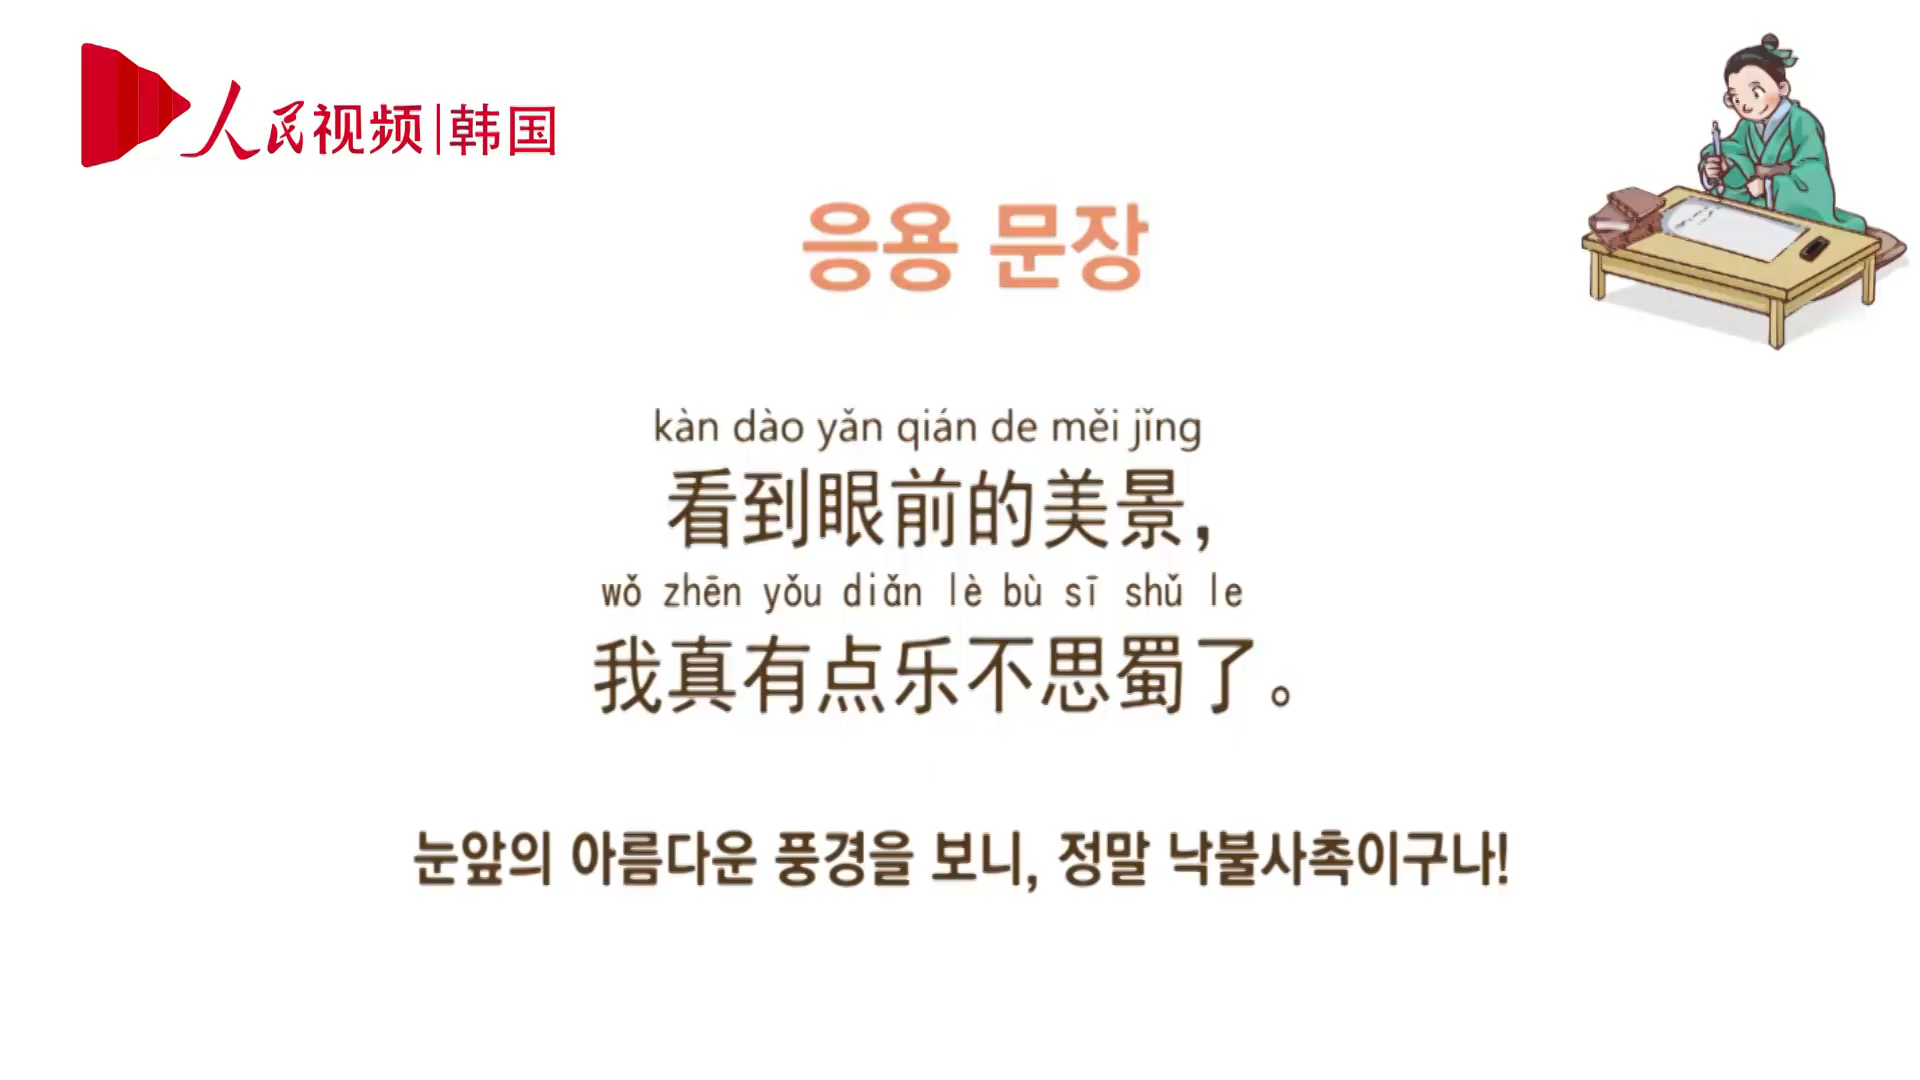 人民视频|韩国
응용 문장
kàn dào yǎn qián de měi jǐng
看到眼前的美景，
wǒ zhēn yǒu diǎn lè bù sī shǔ le
我真有点乐不思蜀了。
눈앞의 아름다운 풍경을 보니, 정말 낙불사촉이구나!